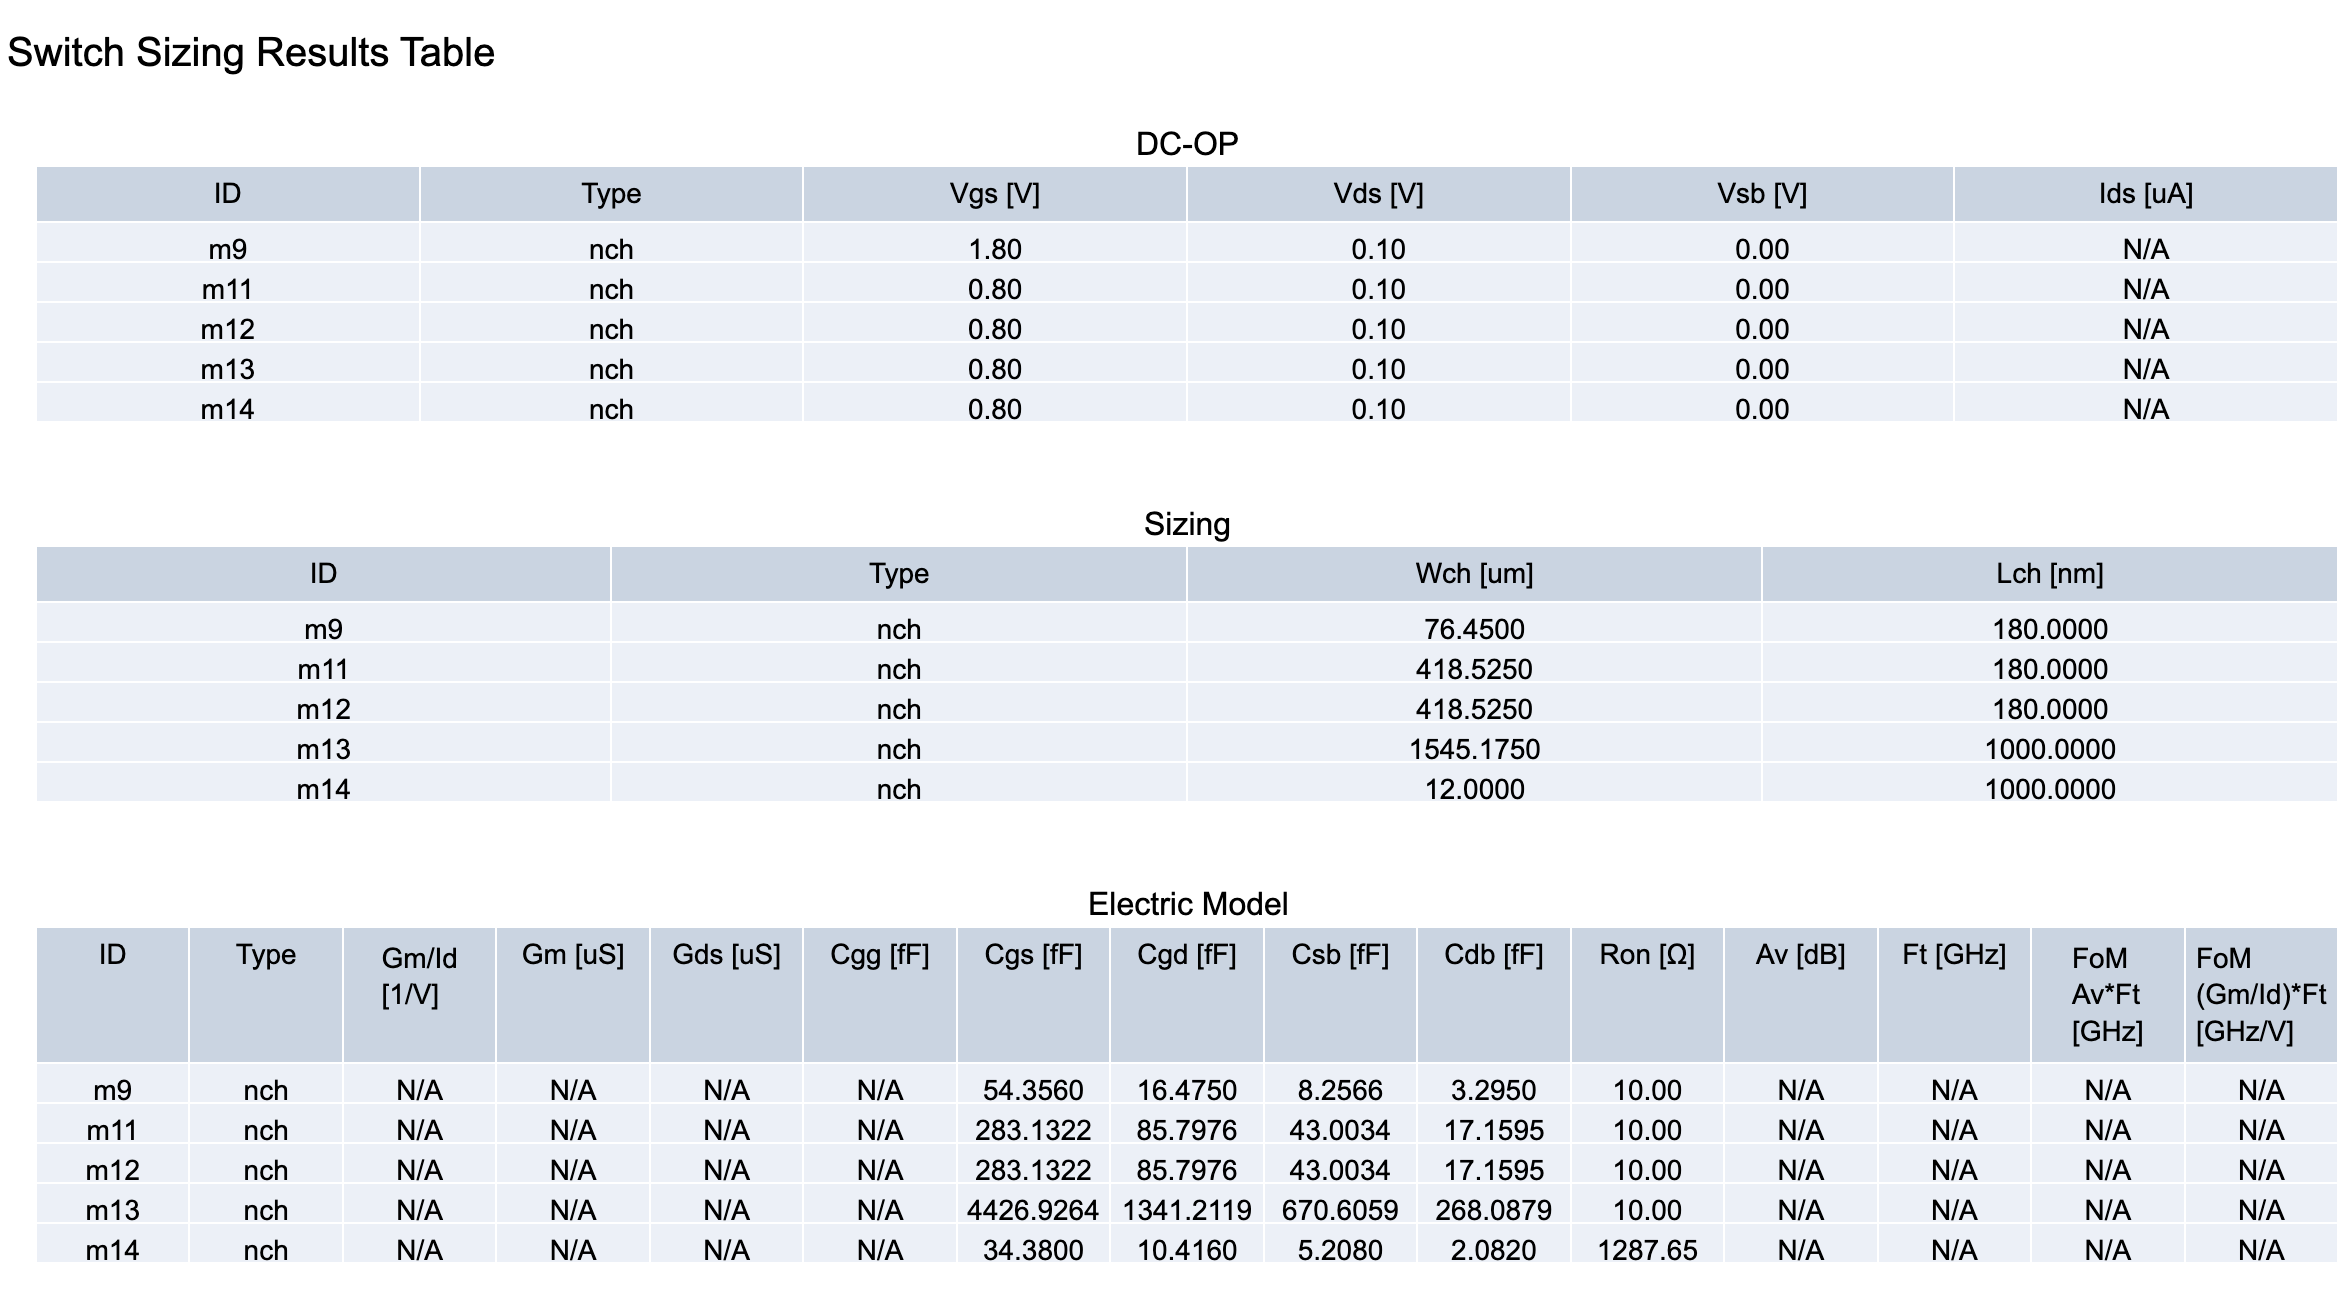 Switch Sizing Results Table
DC-OP
ID Type Vgs [V] Vds [V] Vsb [V] Ids [uA]
m9 nch 1.80 0.10 0.00 N/A
m11 nch 0.80 0.10 0.00 N/A
m12 nch 0.80 0.10 0.00 N/A
m13 nch 0.80 0.10 0.00 N/A
m14 nch 0.80 0.10 0.00 N/A
Sizing
ID Type Wch [um] Lch [nm]
m9 nch 76.4500 180.0000
m11 nch 418.5250 180.0000
m12 nch 418.5250 180.0000
m13 nch 1545.1750 1000.0000
m14 nch 12.0000 1000.0000
Electric Model
ID Type Gm/Id [1/V] Gm [uS] Gds [uS] Cgg [fF] Cgs [fF] Cgd [fF] Csb [fF] Cdb [fF] Ron [Ω] Av [dB] Ft [GHz] FoM Av*Ft [GHz] FoM (Gm/Id)*Ft [GHz/V]
m9 nch N/A N/A N/A N/A 54.3560 16.4750 8.2566 3.2950 10.00 N/A N/A N/A N/A
m11 nch N/A N/A N/A N/A 283.1322 85.7976 43.0034 17.1595 10.00 N/A N/A N/A N/A
m12 nch N/A N/A N/A N/A 283.1322 85.7976 43.0034 17.1595 10.00 N/A N/A N/A N/A
m13 nch N/A N/A N/A N/A 4426.9264 1341.2119 670.6059 268.0879 10.00 N/A N/A N/A N/A
m14 nch N/A N/A N/A N/A 34.3800 10.4160 5.2080 2.0820 1287.65 N/A N/A N/A N/A